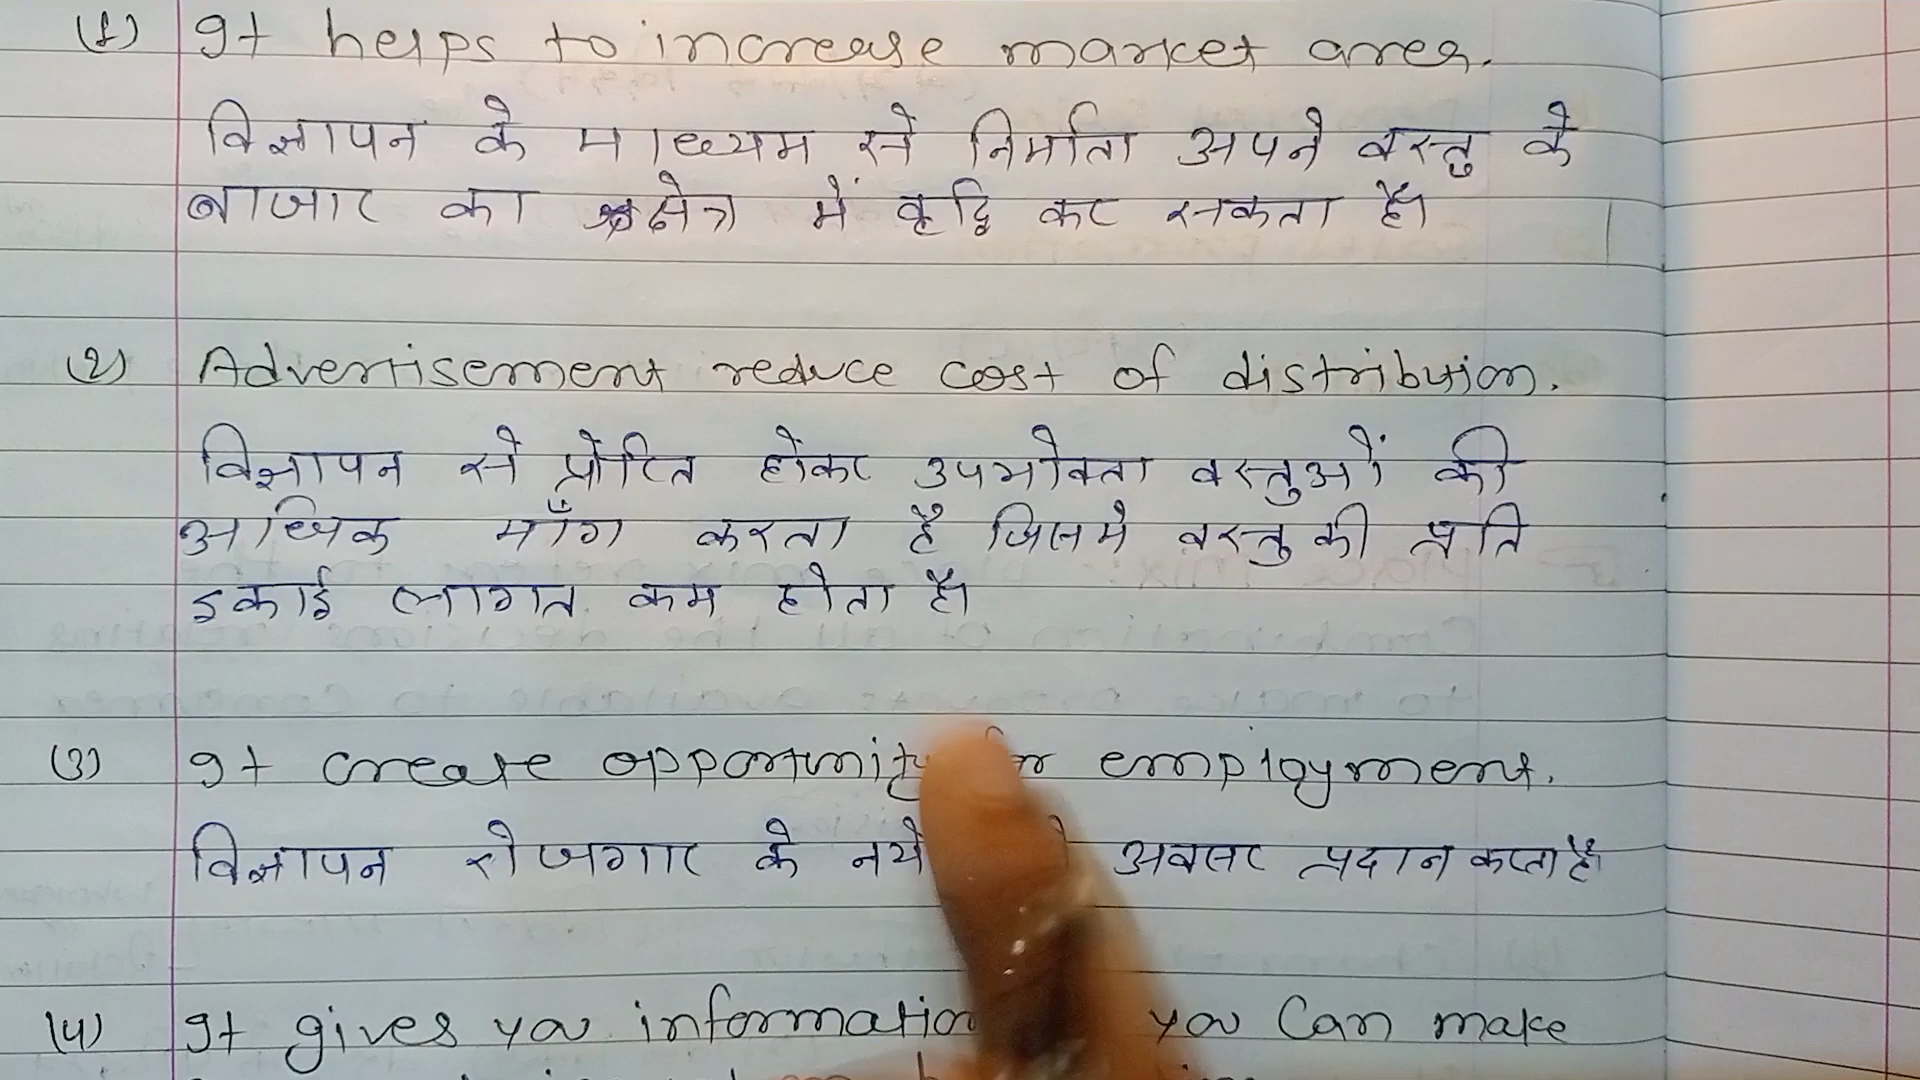 (1) It helps to increase market area.
विज्ञापन के माध्यम से निर्माता अपने वस्तु के
बाजार का क्षेत्र में वृद्धि कर सकता है।
(2) Advertisement reduce cost of distribution.
विज्ञापन से प्रेरित होकर उपभोक्ता वस्तुओं की
अधिक माँग करता है जिसमे वस्तु की प्रति
इकाई लागत कम होता है।
(3) It create opportunity for employment.
विज्ञापन रोजगार के नये अवसर प्रदान करता है
(4) It gives you information you can make